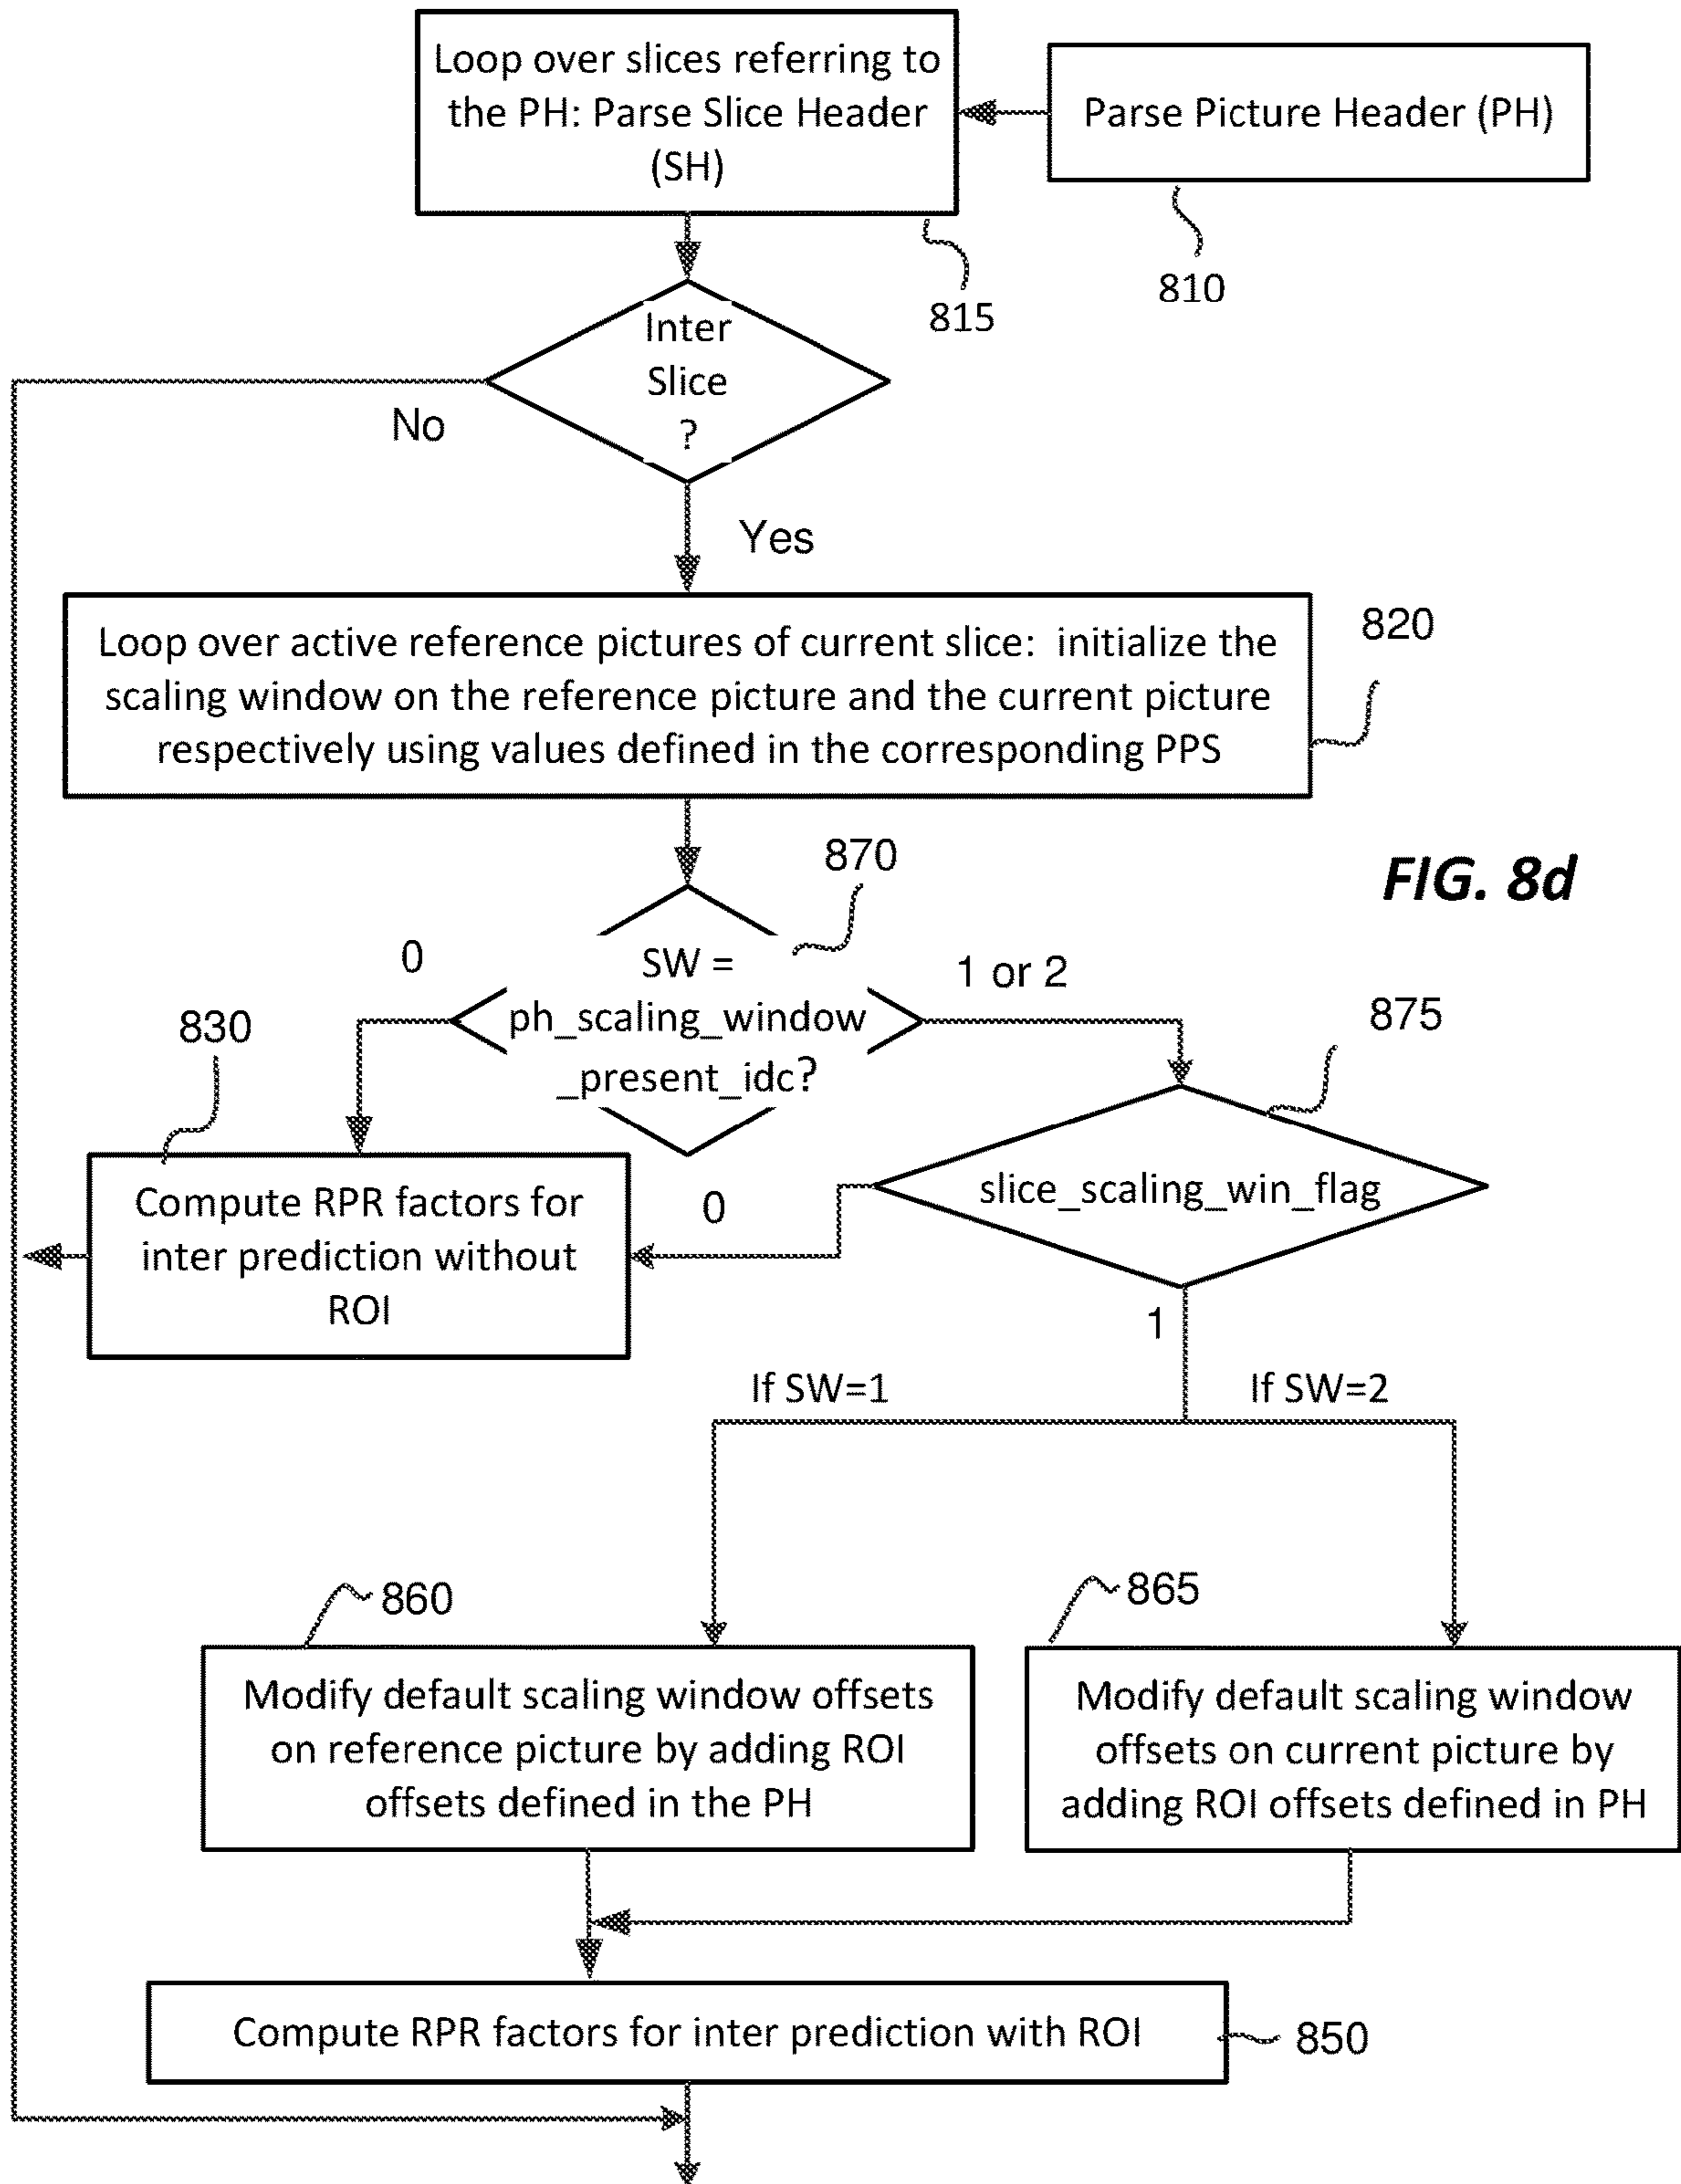 Loop over slices referring to
the PH: Parse Slice Header
(SH)
Parse Picture Header (PH)
810
815
Inter
Slice
?
No
Yes
Loop over active reference pictures of current slice: initialize the
scaling window on the reference picture and the current picture
respectively using values defined in the corresponding PPS
820
870
FIG. 8d
0
SW =
ph_scaling_window
_present_idc?
1 or 2
830
875
Compute RPR factors for
inter prediction without
ROI
0
slice_scaling_win_flag
1
If SW=1
If SW=2
860
865
Modify default scaling window offsets
on reference picture by adding ROI
offsets defined in the PH
Modify default scaling window
offsets on current picture by
adding ROI offsets defined in PH
Compute RPR factors for inter prediction with ROI
850